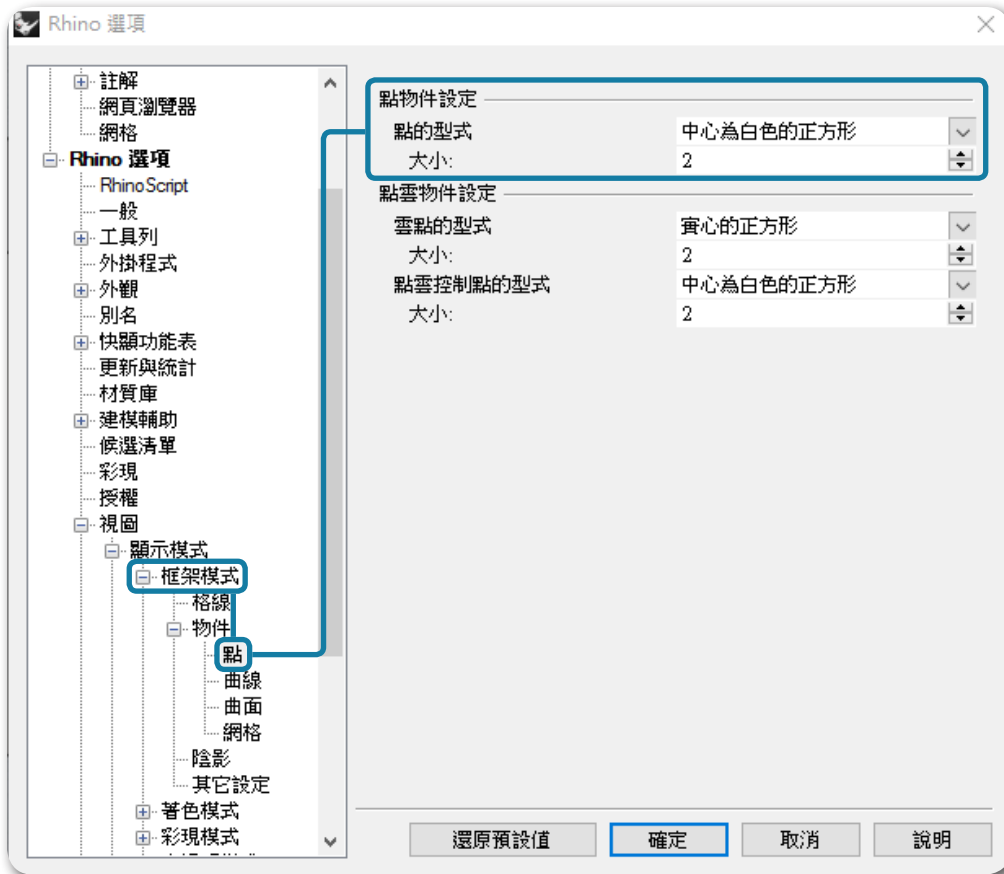 Rhino 選項
註解
網頁瀏覽器
網格
Rhino 選項
RhinoScript
一般
工具列
外掛程式
外觀
別名
快顯功能表
更新與統計
材質庫
建模輔助
候選清單
彩現
授權
視圖
顯示模式
框架模式
格線
物件
點
曲線
曲面
網格
陰影
其它設定
著色模式
彩現模式
點物件設定
點的型式 中心為白色的正方形
大小: 2
點雲物件設定
雲點的型式 實心的正方形
大小: 2
點雲控制點的型式 中心為白色的正方形
大小: 2
還原預設值 確定 取消 說明